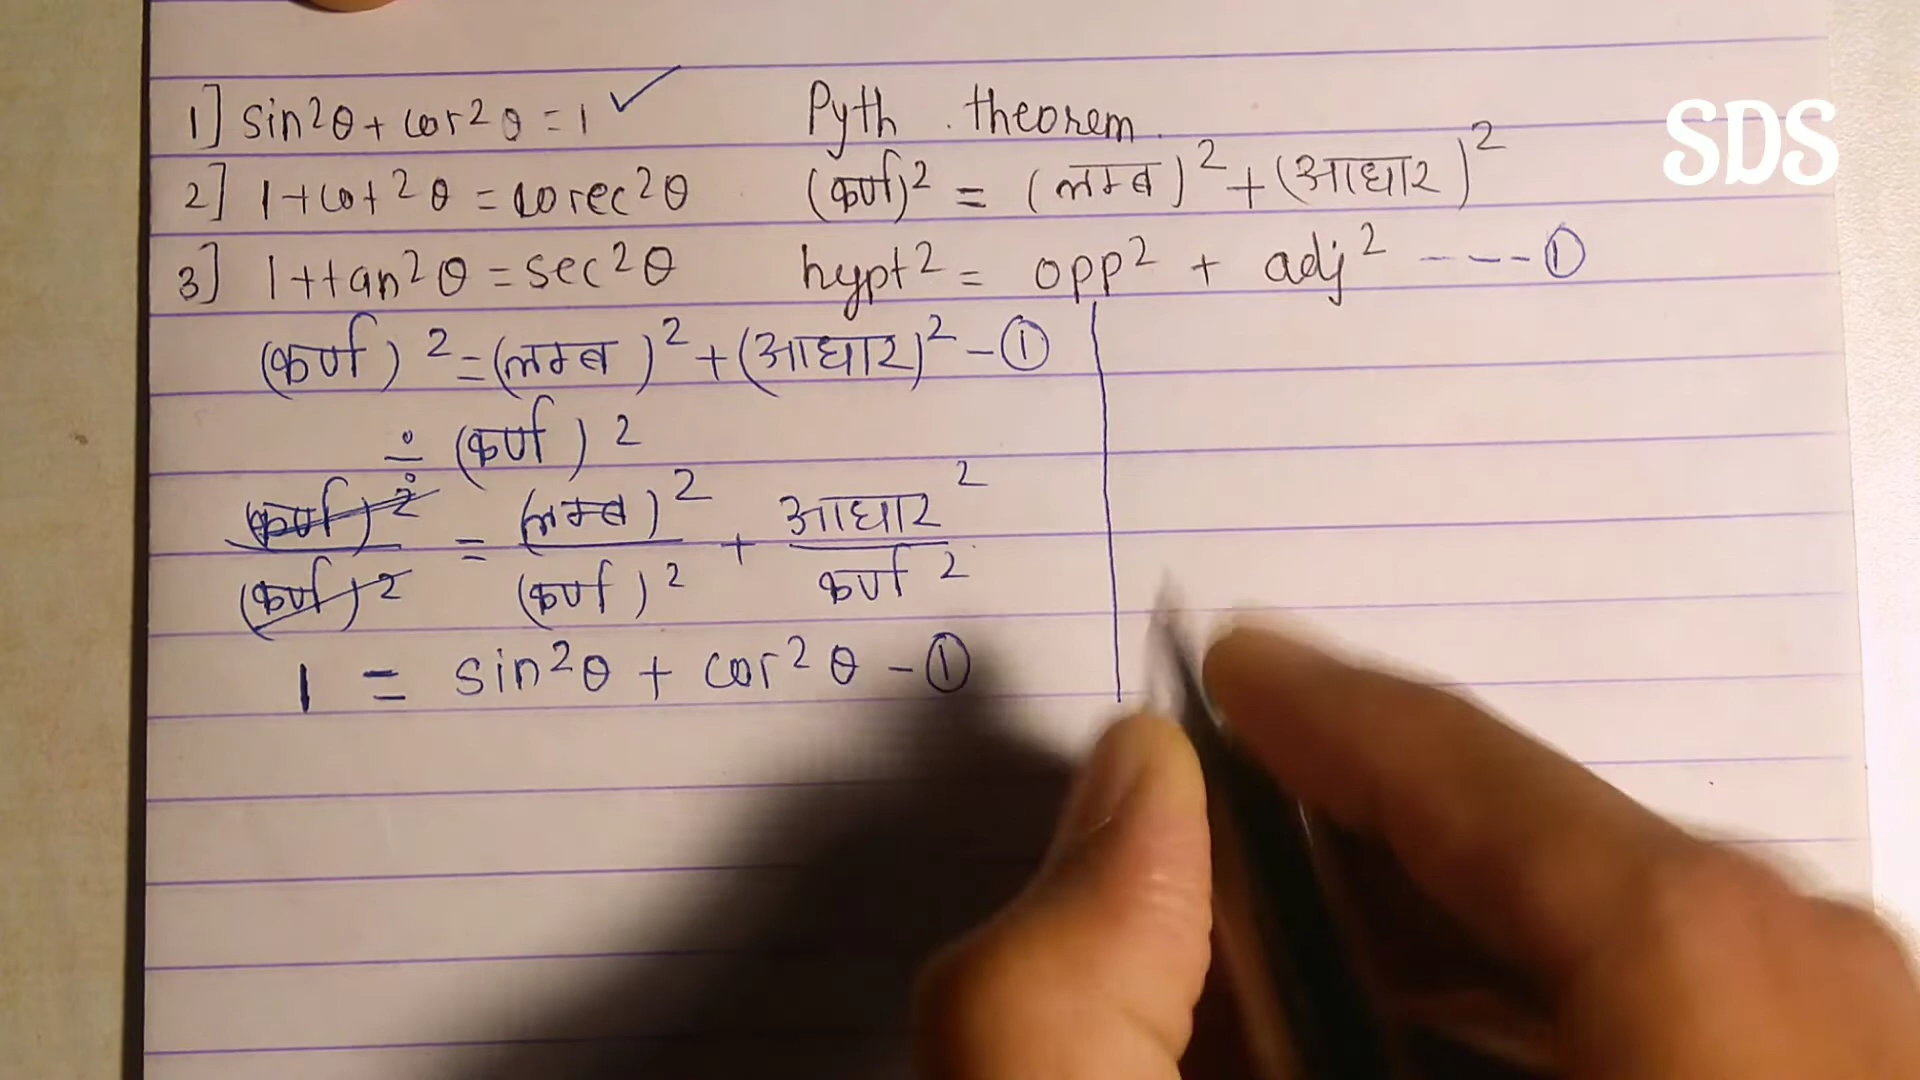 1] sin²θ + cos²θ = 1 ✓
2] 1 + cot²θ = cosec²θ
3] 1 + tan²θ = sec²θ
Pyth. theorem.
(कर्ण)² = (लम्ब)² + (आधार)²
hypt² = opp² + adj² ---- ①
(कर्ण)² = (लम्ब)² + (आधार)² - ①
÷ (कर्ण)²
(कर्ण)² / (कर्ण)² = (लम्ब)² / (कर्ण)² + आधार² / कर्ण²
1 = sin²θ + cos²θ - ①
SDS